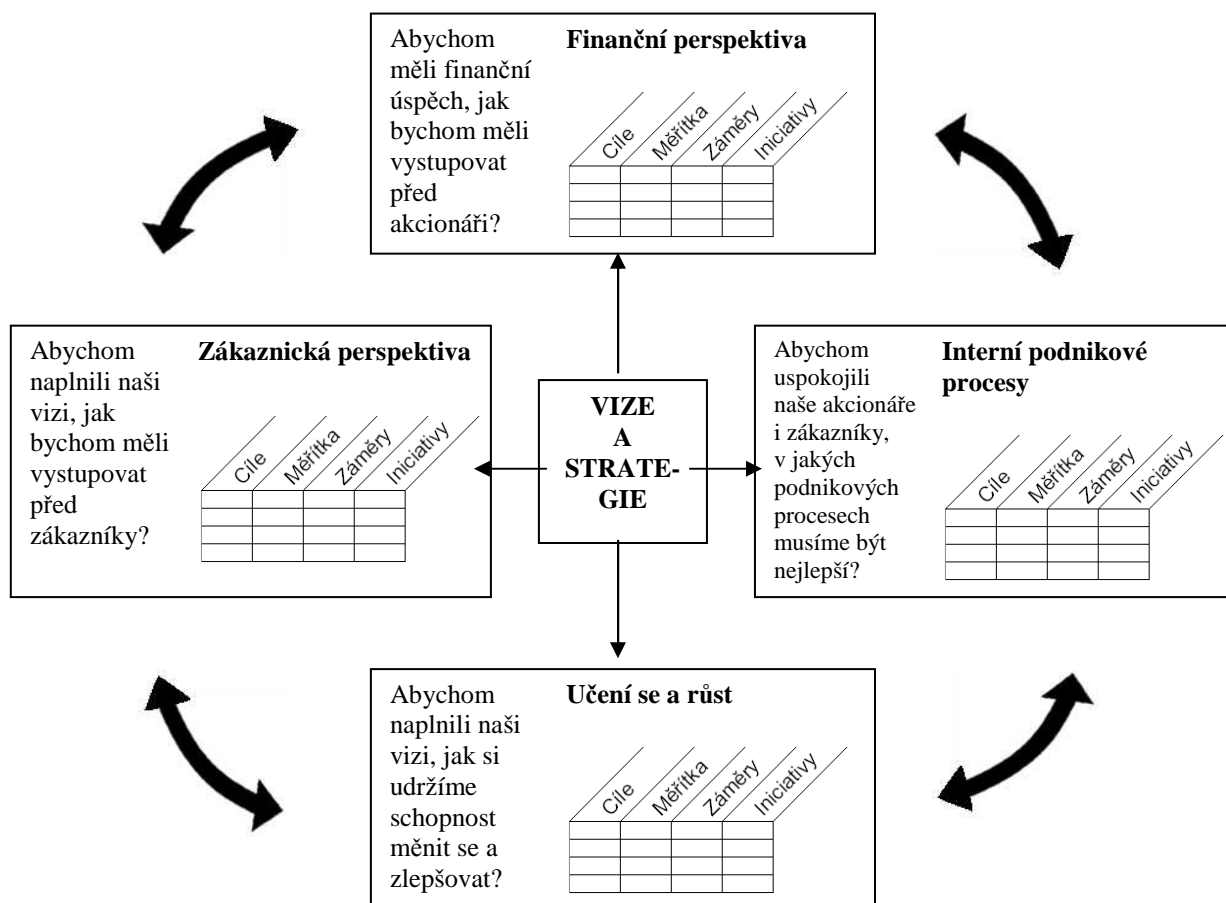 Abychom
měli finanční
úspěch, jak
bychom měli
vystupovat
před
akcionáři?
Finanční perspektiva
Cíle
Měřítka
Záměry
Iniciativy
Abychom
naplnili naši
vizi, jak
bychom měli
vystupovat
před
zákazníky?
Zákaznická perspektiva
Cíle
Měřítka
Záměry
Iniciativy
VIZE
A
STRATE-
GIE
Abychom
uspokojili
naše akcionáře
i zákazníky,
v jakých
podnikových
procesech
musíme být
nejlepší?
Interní podnikové
procesy
Cíle
Měřítka
Záměry
Iniciativy
Abychom
naplnili naši
vizi, jak si
udržíme
schopnost
měnit se a
zlepšovat?
Učení se a růst
Cíle
Měřítka
Záměry
Iniciativy